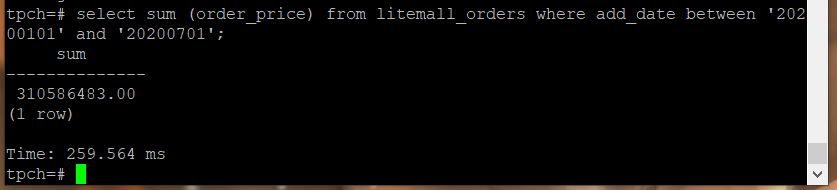 tpch=# select sum (order_price) from litemall_orders where add_date between '202
00101' and '20200701';
     sum
--------------
 310586483.00
(1 row)

Time: 259.564 ms
tpch=#